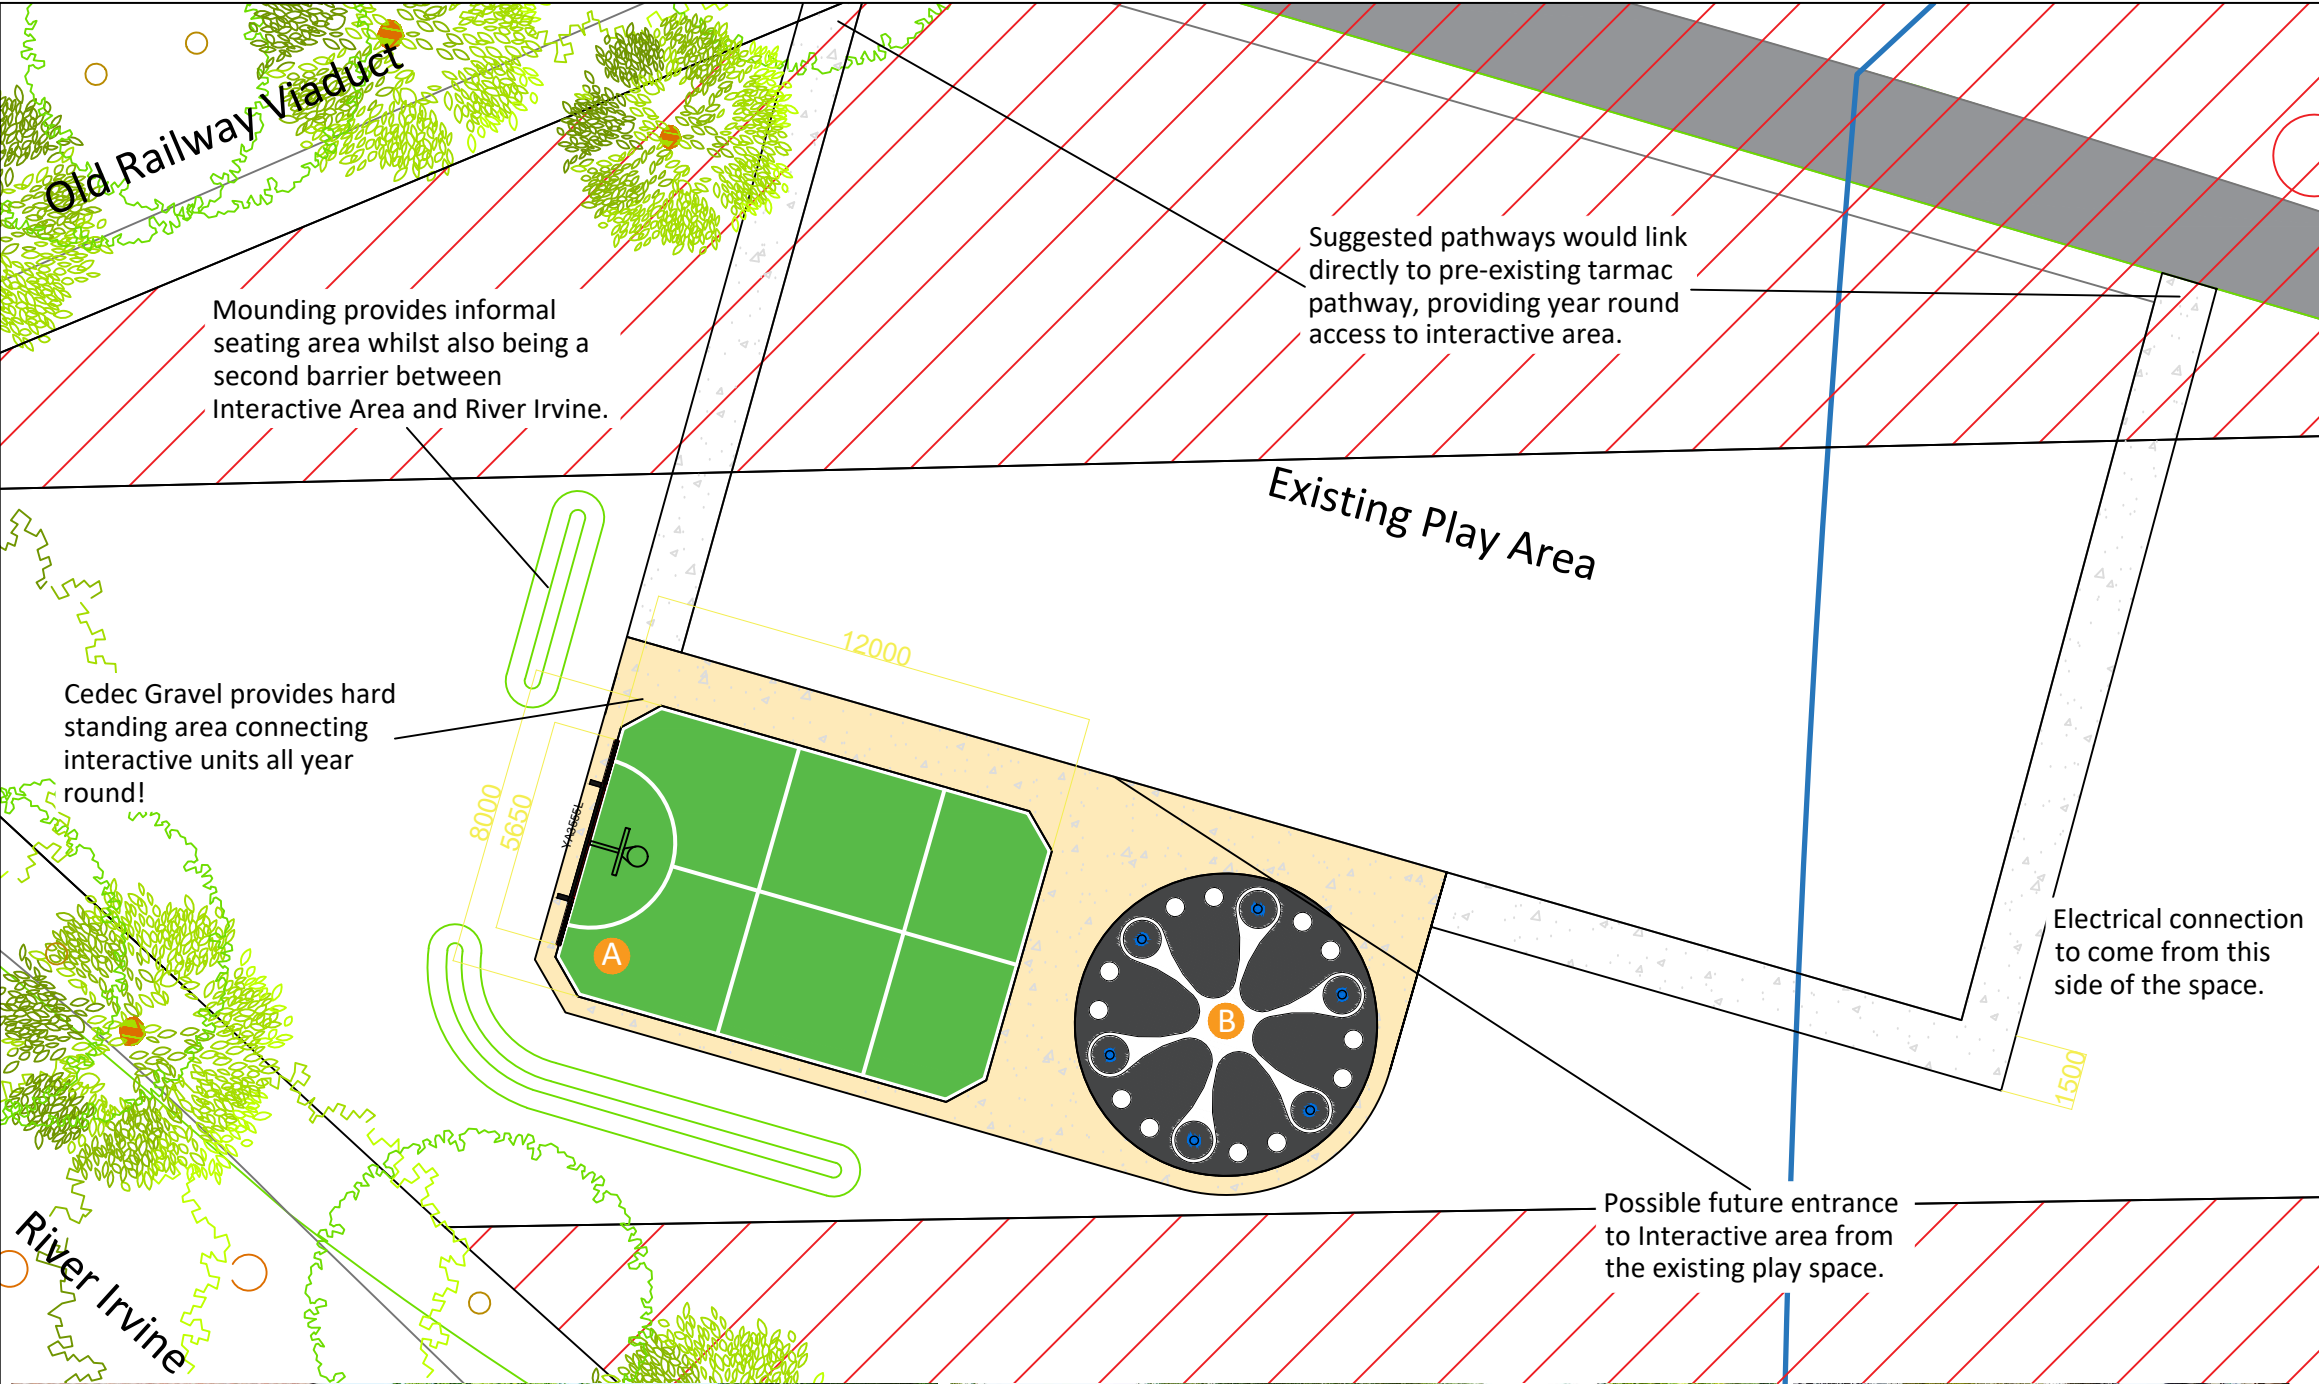 Old Railway Viaduct
Suggested pathways would link
directly to pre-existing tarmac
pathway, providing year round
access to interactive area.
Mounding provides informal
seating area whilst also being a
second barrier between
Interactive Area and River Irvine.
Existing Play Area
12000
Cedec Gravel provides hard
standing area connecting
interactive units all year
round!
8000
5650
YA3555L
A
B
Electrical connection
to come from this
side of the space.
1500
Possible future entrance
to Interactive area from
the existing play space.
River Irvine